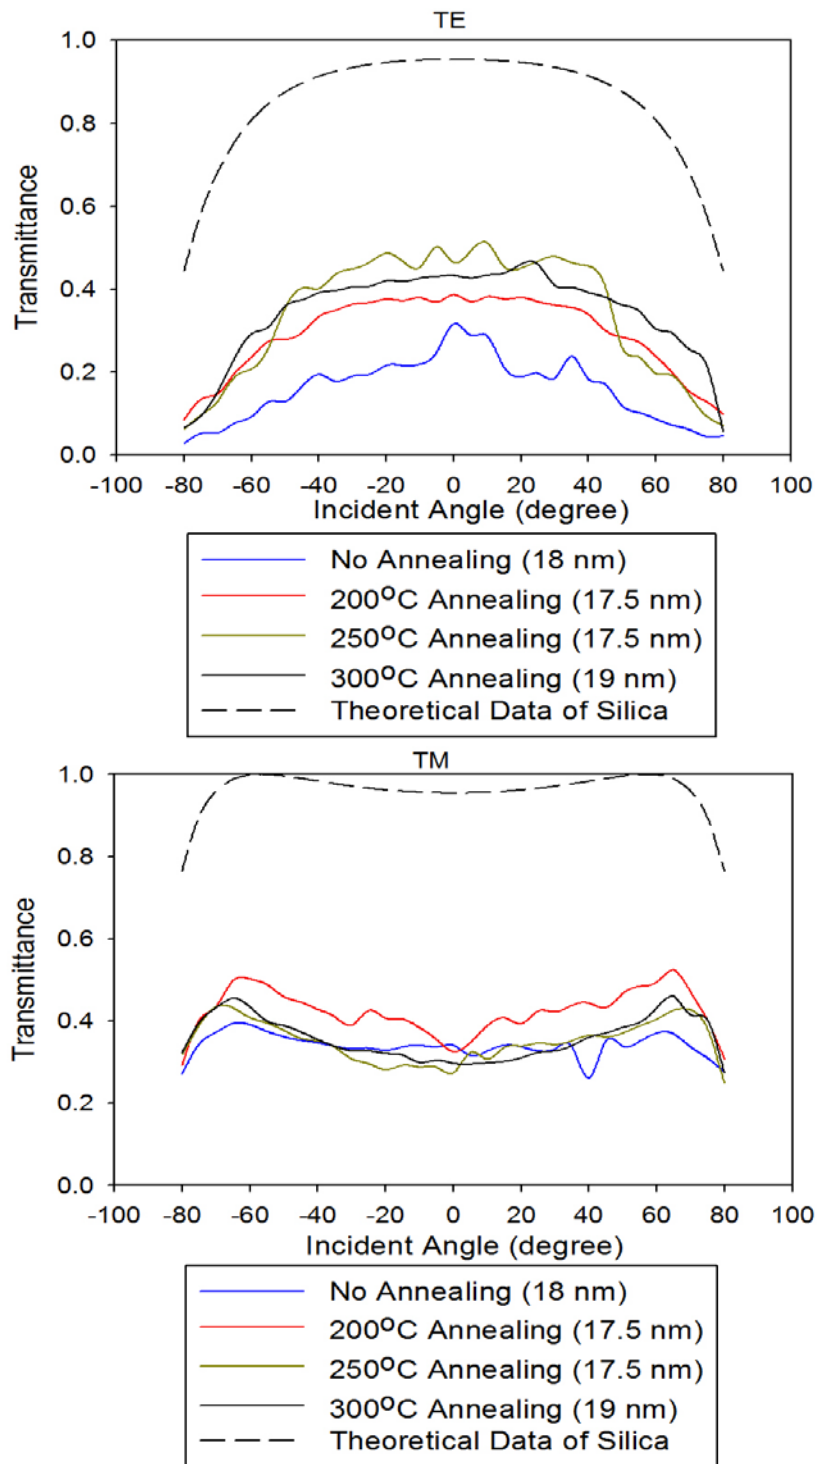 TE
1.0
0.8
0.6
0.4
0.2
0.0
Transmittance
-100 -80 -60 -40 -20 0 20 40 60 80 100
Incident Angle (degree)
No Annealing (18 nm)
200ºC Annealing (17.5 nm)
250ºC Annealing (17.5 nm)
300ºC Annealing (19 nm)
Theoretical Data of Silica
TM
1.0
0.8
0.6
0.4
0.2
0.0
Transmittance
-100 -80 -60 -40 -20 0 20 40 60 80 100
Incident Angle (degree)
No Annealing (18 nm)
200ºC Annealing (17.5 nm)
250ºC Annealing (17.5 nm)
300ºC Annealing (19 nm)
Theoretical Data of Silica